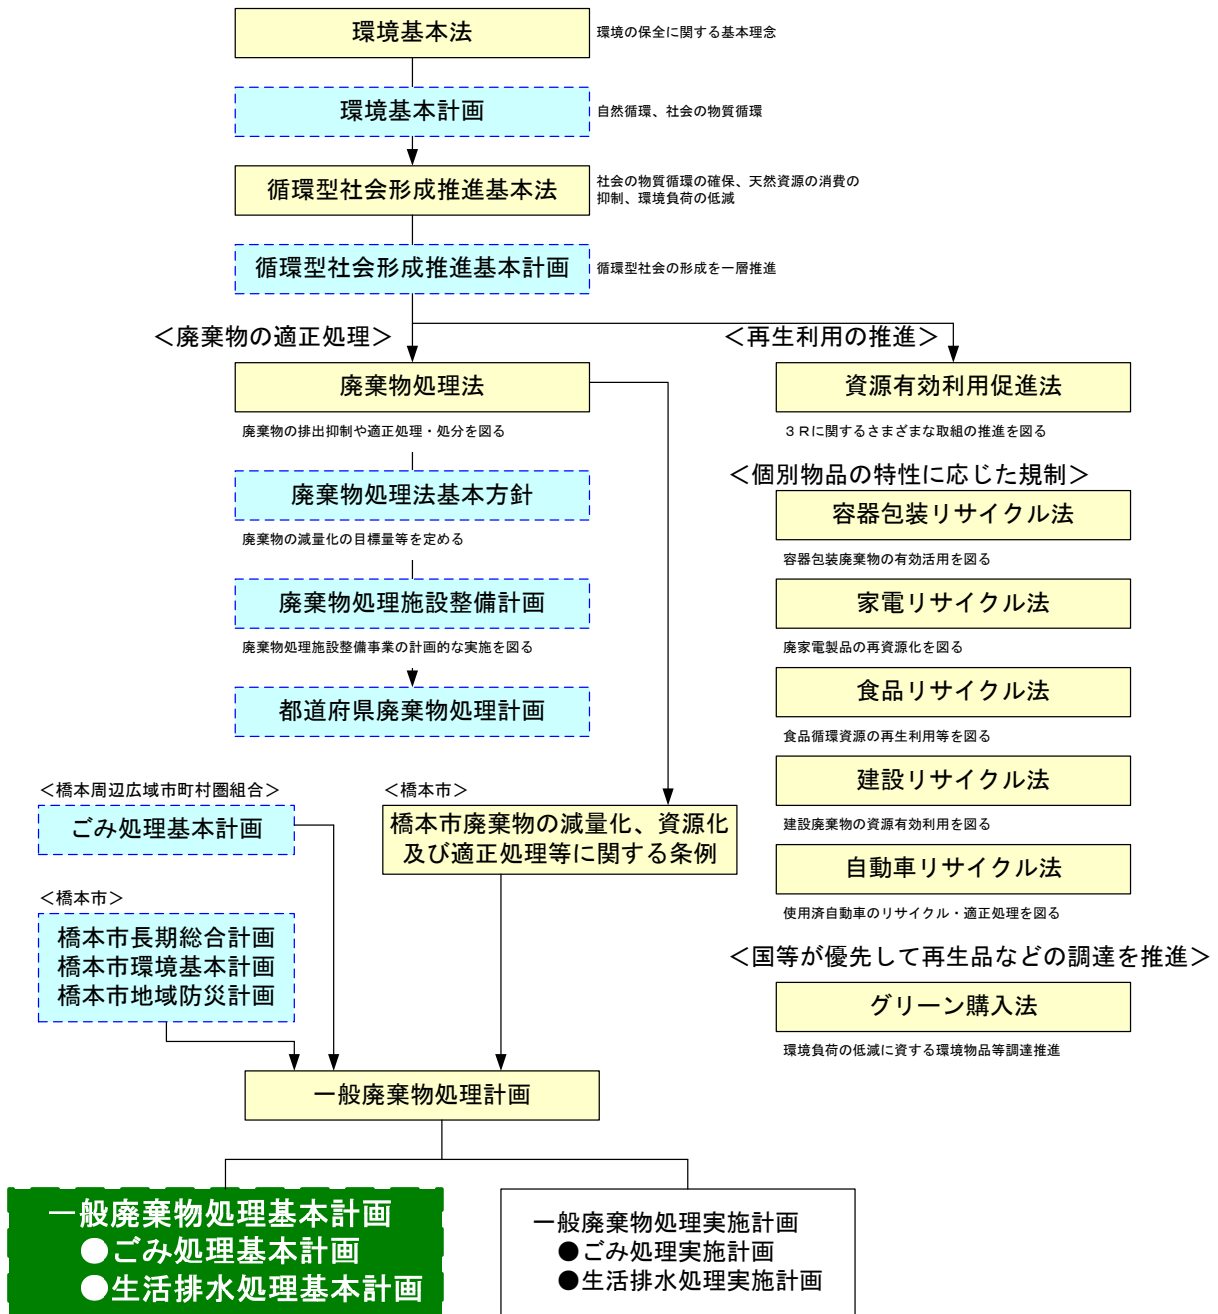 環境基本法
環境の保全に関する基本理念
環境基本計画
自然循環、社会の物質循環
循環型社会形成推進基本法
社会の物質循環の確保、天然資源の消費の
抑制、環境負荷の低減
循環型社会形成推進基本計画
循環型社会の形成を一層推進
＜廃棄物の適正処理＞
廃棄物処理法
廃棄物の排出抑制や適正処理・処分を図る
廃棄物処理法基本方針
廃棄物の減量化の目標量等を定める
廃棄物処理施設整備計画
廃棄物処理施設整備事業の計画的な実施を図る
都道府県廃棄物処理計画
＜再生利用の推進＞
資源有効利用促進法
３Ｒに関するさまざまな取組の推進を図る
＜個別物品の特性に応じた規制＞
容器包装リサイクル法
容器包装廃棄物の有効活用を図る
家電リサイクル法
廃家電製品の再資源化を図る
食品リサイクル法
食品循環資源の再生利用等を図る
建設リサイクル法
建設廃棄物の資源有効利用を図る
自動車リサイクル法
使用済自動車のリサイクル・適正処理を図る
＜国等が優先して再生品などの調達を推進＞
グリーン購入法
環境負荷の低減に資する環境物品等調達推進
＜橋本周辺広域市町村圏組合＞
ごみ処理基本計画
＜橋本市＞
橋本市廃棄物の減量化、資源化
及び適正処理等に関する条例
＜橋本市＞
橋本市長期総合計画
橋本市環境基本計画
橋本市地域防災計画
一般廃棄物処理計画
一般廃棄物処理基本計画
●ごみ処理基本計画
●生活排水処理基本計画
一般廃棄物処理実施計画
●ごみ処理実施計画
●生活排水処理実施計画